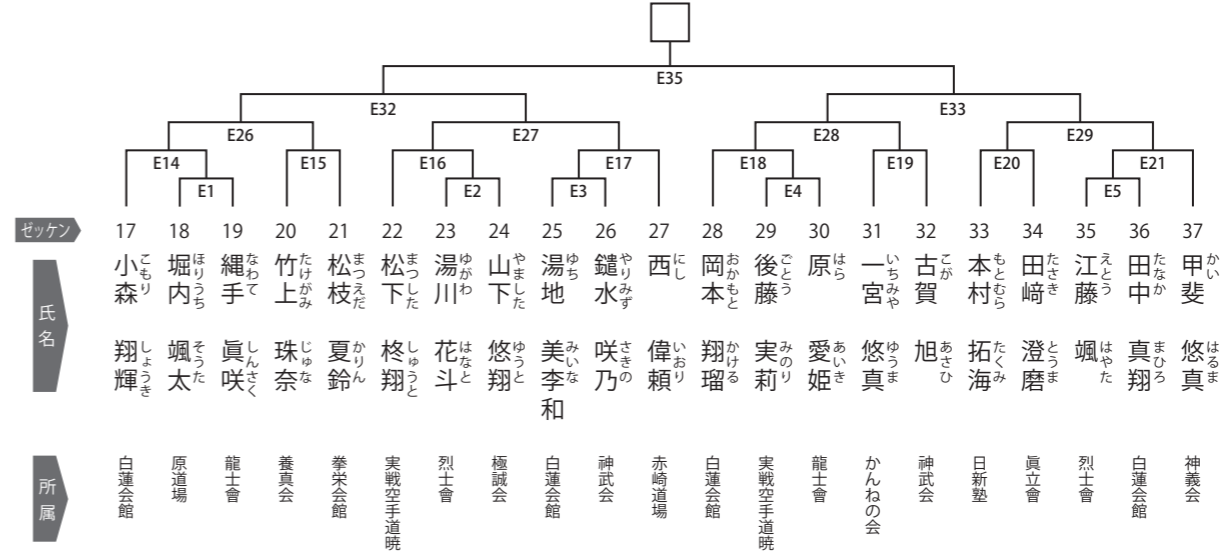 E35
E32
E33
E26
E27
E28
E29
E14
E15
E16
E17
E18
E19
E20
E21
E1
E2
E3
E4
E5
ゼッケン
17 18 19 20 21 22 23 24 25 26 27 28 29 30 31 32 33 34 35 36 37
氏名
小森 翔輝
こもり しょうき
堀内 颯太
ほりうち そうた
縄手 眞咲
なわて しんさく
竹上 珠奈
たけがみ じゅな
松枝 夏鈴
まつえだ かりん
松下 柊翔
まつした しゅうと
湯川 花斗
ゆがわ はなと
山下 悠翔
やました ゆうと
湯地 美李和
ゆち みいな
鑓水 咲乃
やりみず さきの
西 偉頼
にし いおり
岡本 翔瑠
おかもと かける
後藤 実莉
ごとう みのり
原 愛姫
はら あいき
一宮 悠真
いちみや ゆうま
古賀 旭
こが あさひ
本村 拓海
もとむら たくみ
田﨑 澄磨
たさき とうま
江藤 颯
えとう はやた
田中 真翔
たなか まひろ
甲斐 悠真
かい はるま
所属
白蓮会館
原道場
龍士會
養真会
拳栄会館
実戦空手道暁
烈士會
極誠会
白蓮会館
神武会
赤崎道場
白蓮会館
実戦空手道暁
龍士會
かんねの会
神武会
日新塾
眞立會
烈士會
白蓮会館
神義会